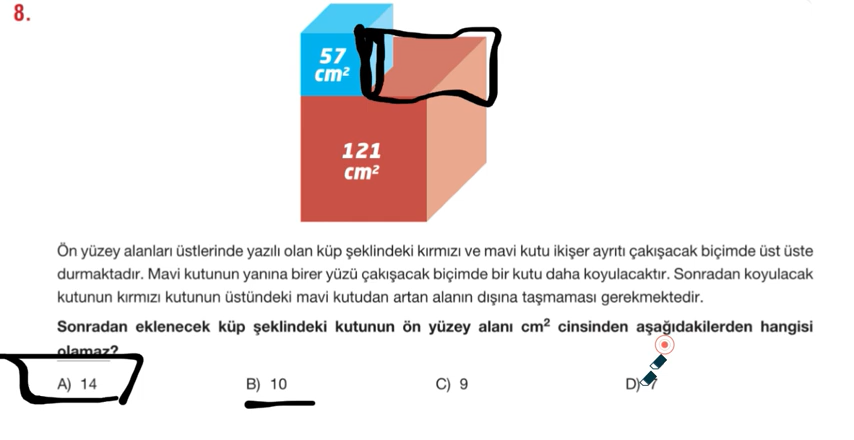 8.
57
cm²
121
cm²
Ön yüzey alanları üstlerinde yazılı olan küp şeklindeki kırmızı ve mavi kutu ikişer ayrıtı çakışacak biçimde üst üste
durmaktadır. Mavi kutunun yanına birer yüzü çakışacak biçimde bir kutu daha koyulacaktır. Sonradan koyulacak
kutunun kırmızı kutunun üstündeki mavi kutudan artan alanın dışına taşmaması gerekmektedir.
Sonradan eklenecek küp şeklindeki kutunun ön yüzey alanı cm² cinsinden aşağıdakilerden hangisi
olamaz?
A) 14 B) 10 C) 9 D) 7